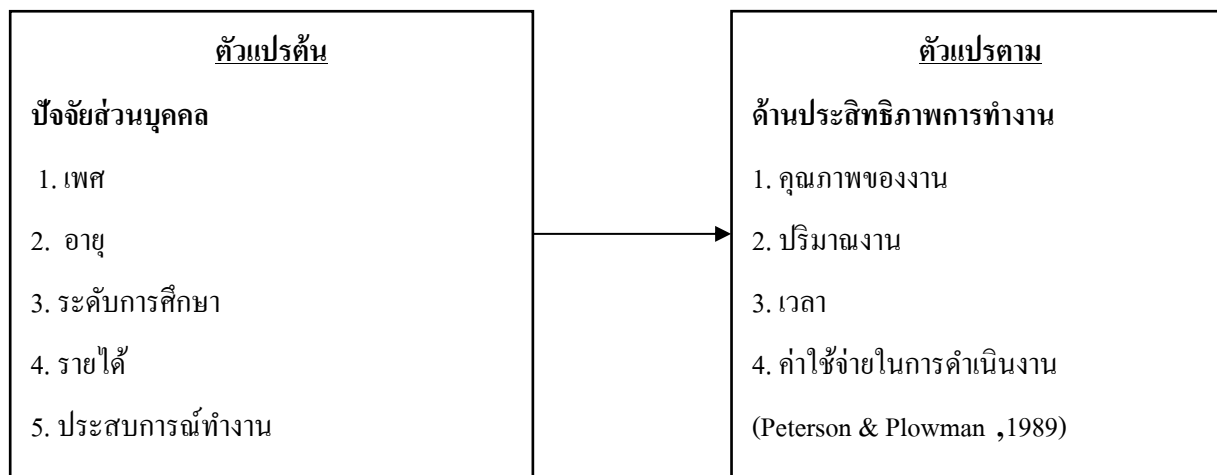 ตัวแปรต้น
ปัจจัยส่วนบุคคล
1. เพศ
2. อายุ
3. ระดับการศึกษา
4. รายได้
5. ประสบการณ์ทำงาน
ตัวแปรตาม
ด้านประสิทธิภาพการทำงาน
1. คุณภาพของงาน
2. ปริมาณงาน
3. เวลา
4. ค่าใช้จ่ายในการดำเนินงาน
(Peterson & Plowman ,1989)